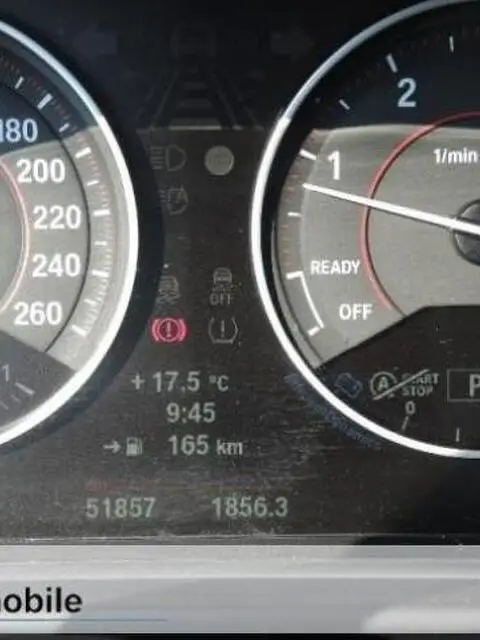 180
200
220
240
260
2
1
1/min
READY
OFF
OFF
+ 17.5 °C
9:45
→ 165 km
51857 1856.3
A START
STOP
P
0
1
mobile